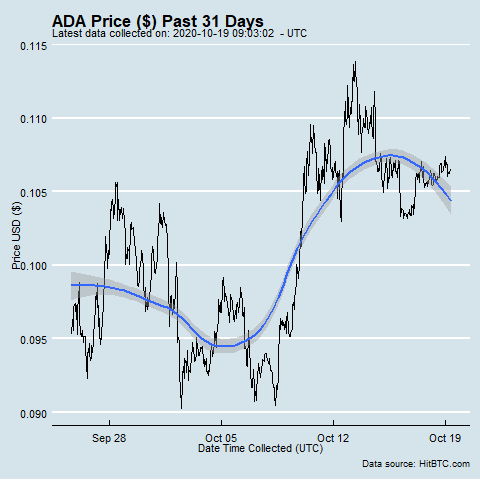 ADA Price ($) Past 31 Days
Latest data collected on: 2020-10-19 09:03:02 - UTC
0.115
0.110
0.105
0.100
0.095
0.090
Price USD ($)
Sep 28 Oct 05 Oct 12 Oct 19
Date Time Collected (UTC)
Data source: HitBTC.com